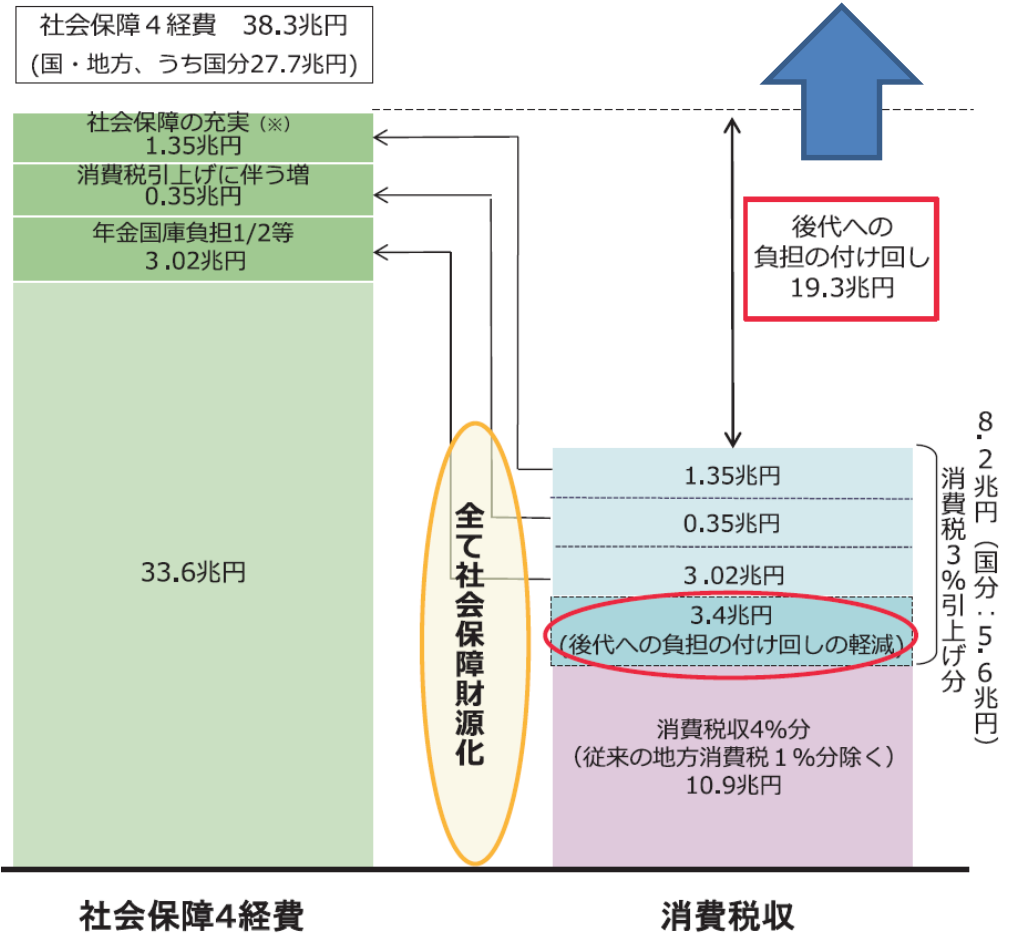 社会保障４経費　38.3兆円
(国・地方、うち国分27.7兆円)
社会保障の充実（※）
1.35兆円
消費税引上げに伴う増
0.35兆円
年金国庫負担1/2等
３.02兆円
33.6兆円
全て社会保障財源化
後代への
負担の付け回し
19.3兆円
1.35兆円
0.35兆円
３.02兆円
3.4兆円
(後代への負担の付け回しの軽減)
消費税収4%分
（従来の地方消費税１%分除く）
10.9兆円
消費税３%引上げ分
８.２兆円（国分：５.６兆円）
社会保障4経費
消費税収